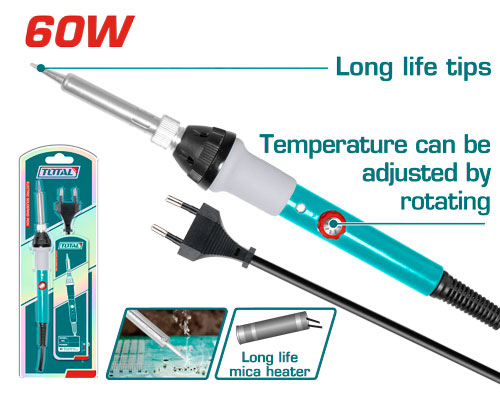 60W
Long life tips
Temperature can be
adjusted by
rotating
TOTAL
TOTAL
Long life
mica heater